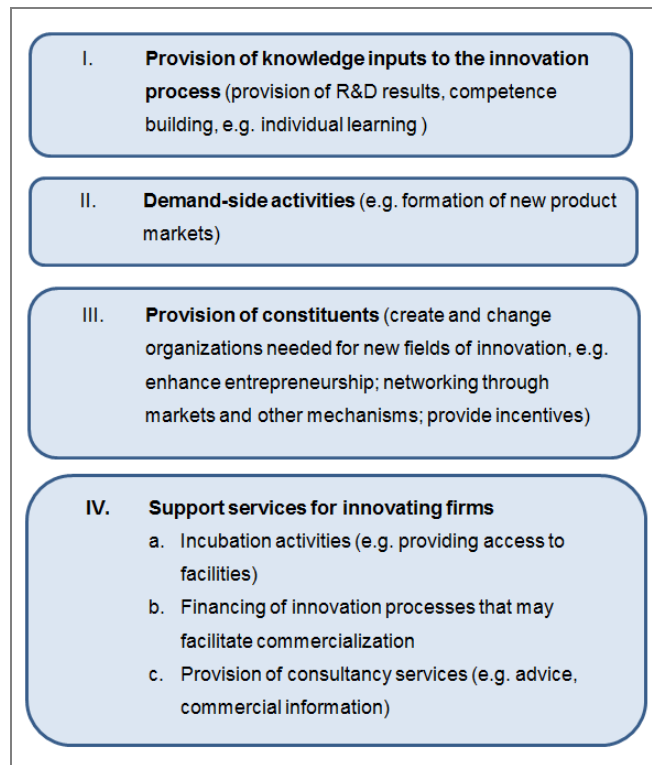 I. Provision of knowledge inputs to the innovation
process (provision of R&D results, competence
building, e.g. individual learning )
II. Demand-side activities (e.g. formation of new product
markets)
III. Provision of constituents (create and change
organizations needed for new fields of innovation, e.g.
enhance entrepreneurship; networking through
markets and other mechanisms; provide incentives)
IV. Support services for innovating firms
a. Incubation activities (e.g. providing access to
facilities)
b. Financing of innovation processes that may
facilitate commercialization
c. Provision of consultancy services (e.g. advice,
commercial information)